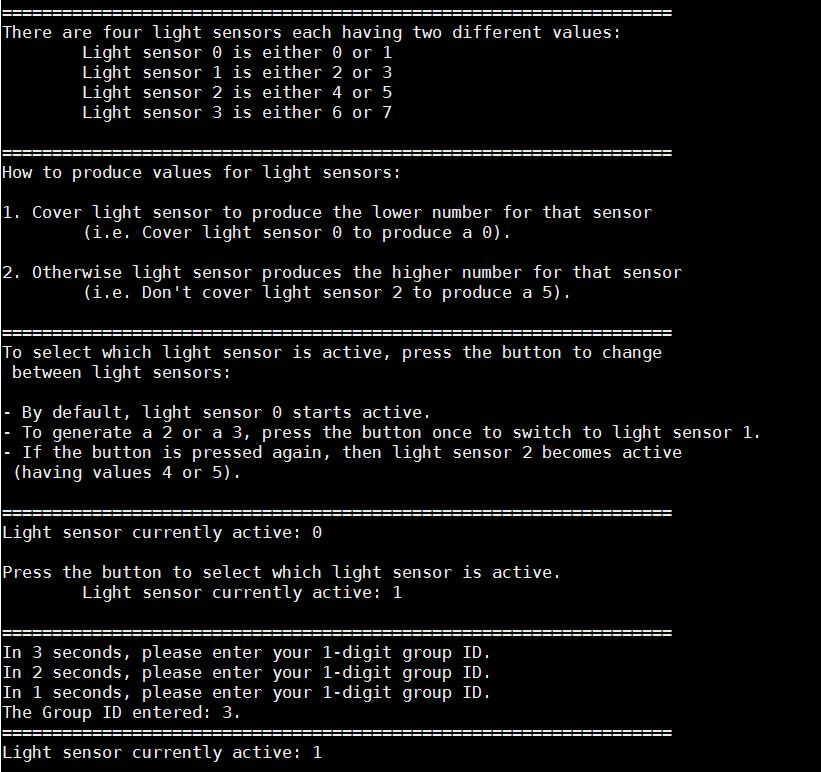 ===================================================================
There are four light sensors each having two different values:
        Light sensor 0 is either 0 or 1
        Light sensor 1 is either 2 or 3
        Light sensor 2 is either 4 or 5
        Light sensor 3 is either 6 or 7

===================================================================
How to produce values for light sensors:

1. Cover light sensor to produce the lower number for that sensor
        (i.e. Cover light sensor 0 to produce a 0).

2. Otherwise light sensor produces the higher number for that sensor
        (i.e. Don't cover light sensor 2 to produce a 5).

===================================================================
To select which light sensor is active, press the button to change
 between light sensors:

- By default, light sensor 0 starts active.
- To generate a 2 or a 3, press the button once to switch to light sensor 1.
- If the button is pressed again, then light sensor 2 becomes active
 (having values 4 or 5).

===================================================================
Light sensor currently active: 0

Press the button to select which light sensor is active.
        Light sensor currently active: 1

===================================================================
In 3 seconds, please enter your 1-digit group ID.
In 2 seconds, please enter your 1-digit group ID.
In 1 seconds, please enter your 1-digit group ID.
The Group ID entered: 3.
===================================================================
Light sensor currently active: 1